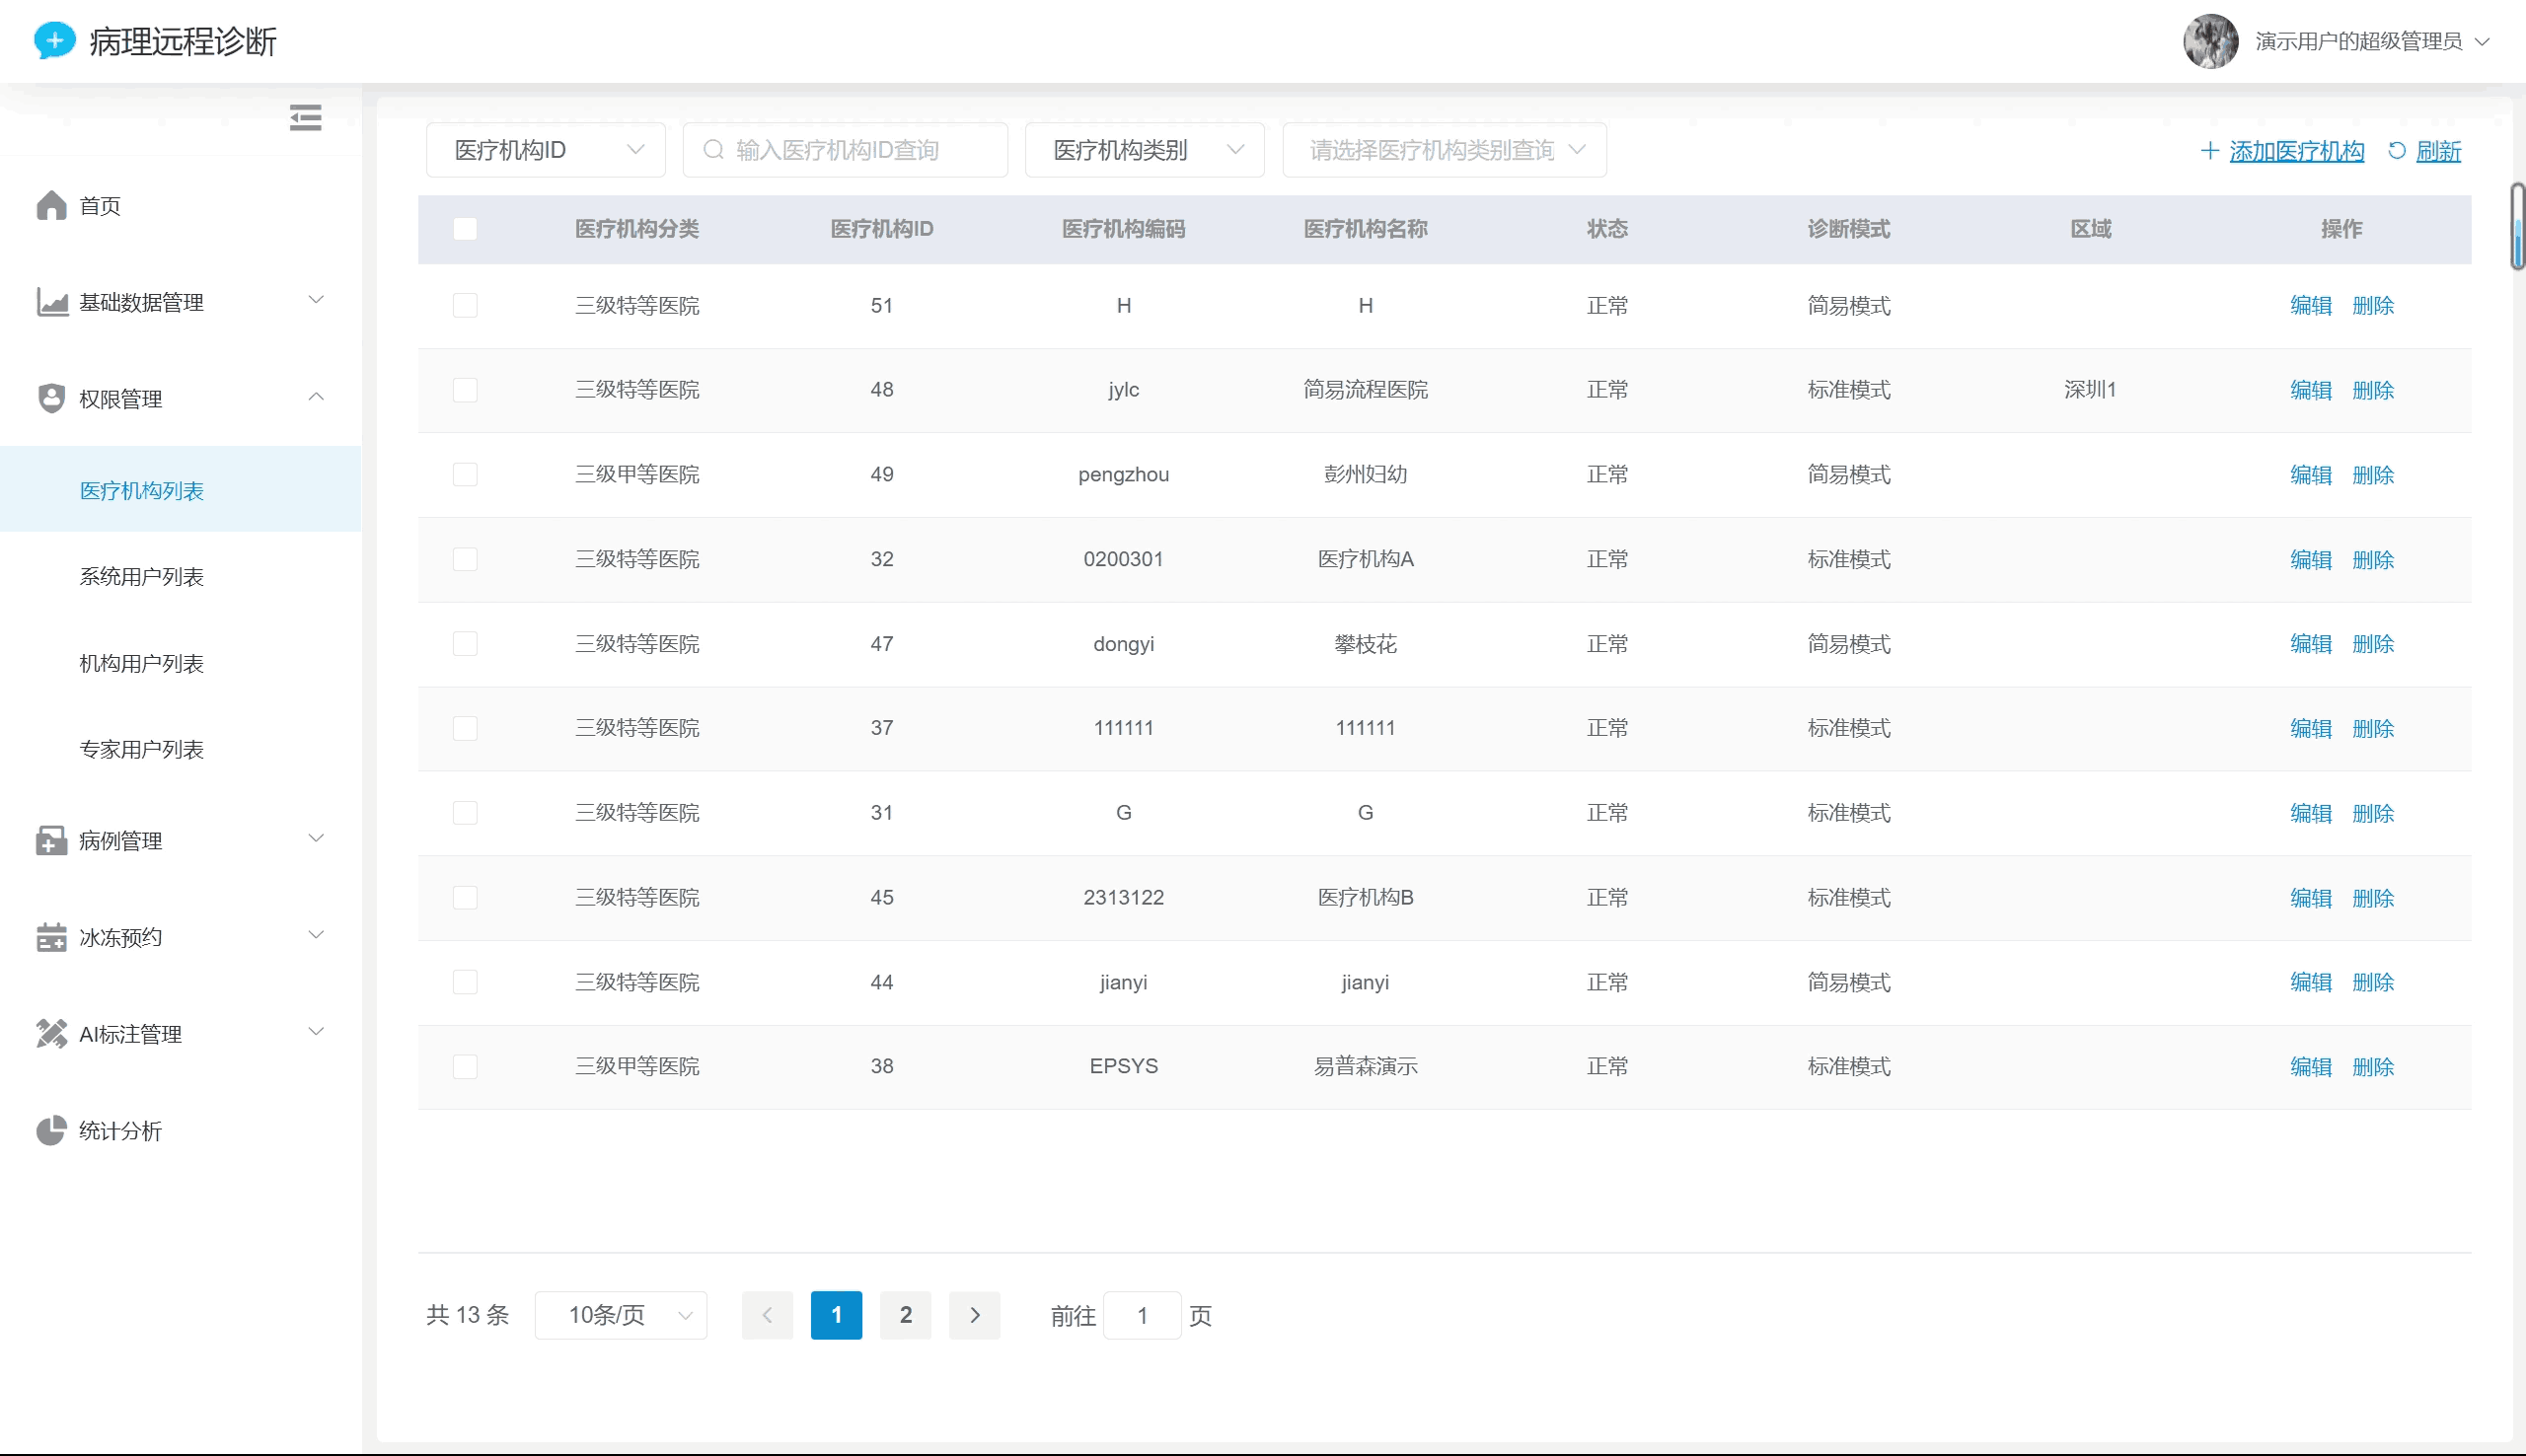 病理远程诊断
演示用户的超级管理员
首页
基础数据管理
权限管理
医疗机构列表
系统用户列表
机构用户列表
专家用户列表
病例管理
冰冻预约
AI标注管理
统计分析
医疗机构ID 输入医疗机构ID查询 医疗机构类别 请选择医疗机构类别查询 添加医疗机构 刷新
医疗机构分类 医疗机构ID 医疗机构编码 医疗机构名称 状态 诊断模式 区域 操作
三级特等医院 51 H H 正常 简易模式 编辑 删除
三级特等医院 48 jylc 简易流程医院 正常 标准模式 深圳1 编辑 删除
三级甲等医院 49 pengzhou 彭州妇幼 正常 简易模式 编辑 删除
三级特等医院 32 0200301 医疗机构A 正常 标准模式 编辑 删除
三级特等医院 47 dongyi 攀枝花 正常 简易模式 编辑 删除
三级特等医院 37 111111 111111 正常 标准模式 编辑 删除
三级特等医院 31 G G 正常 标准模式 编辑 删除
三级特等医院 45 2313122 医疗机构B 正常 标准模式 编辑 删除
三级特等医院 44 jianyi jianyi 正常 简易模式 编辑 删除
三级甲等医院 38 EPSYS 易普森演示 正常 标准模式 编辑 删除
共 13 条 10条/页 1 2 前往 1 页